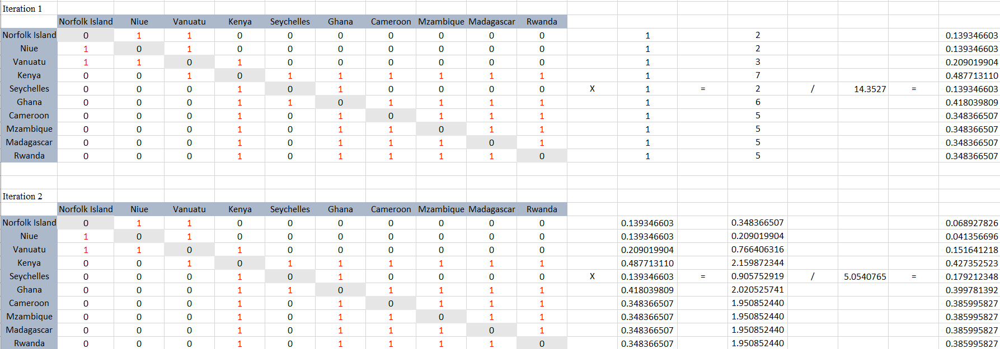 Iteration 1
Norfolk Island Niue Vanuatu Kenya Seychelles Ghana Cameroon Mzambique Madagascar Rwanda
Norfolk Island 0 1 1 0 0 0 0 0 0 0 1 2 0.139346603
Niue 1 0 1 0 0 0 0 0 0 0 1 2 0.139346603
Vanuatu 1 1 0 1 0 0 0 0 0 0 1 3 0.209019904
Kenya 0 0 1 0 1 1 1 1 1 1 1 7 0.487713110
Seychelles 0 0 0 1 0 1 0 0 0 0 X 1 = 2 / 14.3527 = 0.139346603
Ghana 0 0 0 1 1 0 1 1 1 1 1 6 0.418039809
Cameroon 0 0 0 1 0 1 0 1 1 1 1 5 0.348366507
Mzambique 0 0 0 1 0 1 1 0 1 1 1 5 0.348366507
Madagascar 0 0 0 1 0 1 1 1 0 1 1 5 0.348366507
Rwanda 0 0 0 1 0 1 1 1 1 0 1 5 0.348366507
Iteration 2
Norfolk Island Niue Vanuatu Kenya Seychelles Ghana Cameroon Mzambique Madagascar Rwanda
Norfolk Island 0 1 1 0 0 0 0 0 0 0 0.139346603 0.348366507 0.068927826
Niue 1 0 1 0 0 0 0 0 0 0 0.139346603 0.209019904 0.041356696
Vanuatu 1 1 0 1 0 0 0 0 0 0 0.209019904 0.766406316 0.151641218
Kenya 0 0 1 0 1 1 1 1 1 1 0.487713110 2.159872344 0.427352523
Seychelles 0 0 0 1 0 1 0 0 0 0 X 0.139346603 = 0.905752919 / 5.0540765 = 0.179212348
Ghana 0 0 0 1 1 0 1 1 1 1 0.418039809 2.020525741 0.399781392
Cameroon 0 0 0 1 0 1 0 1 1 1 0.348366507 1.950852440 0.385995827
Mzambique 0 0 0 1 0 1 1 0 1 1 0.348366507 1.950852440 0.385995827
Madagascar 0 0 0 1 0 1 1 1 0 1 0.348366507 1.950852440 0.385995827
Rwanda 0 0 0 1 0 1 1 1 1 0 0.348366507 1.950852440 0.385995827